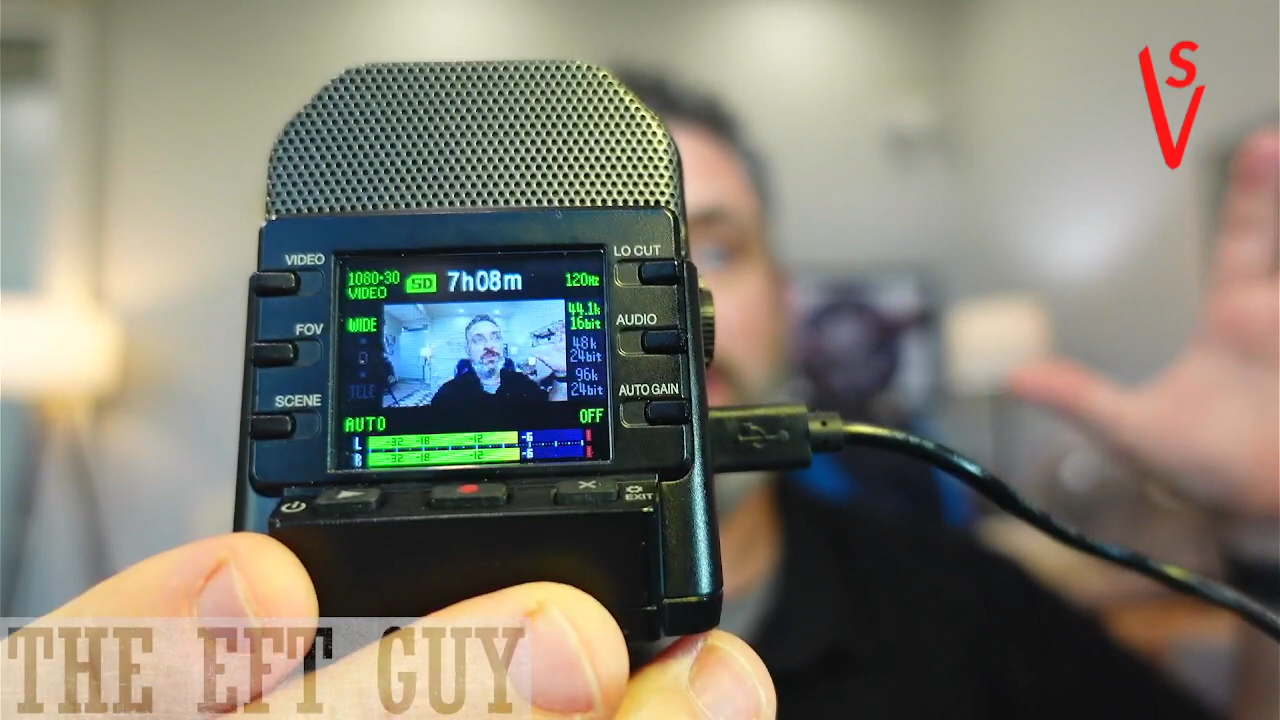 SV
VIDEO
FOV
SCENE
1080•30
VIDEO
SD
7h08m
120Hz
WIDE
TELE
44.1k
16bit
48k
24bit
96k
24bit
AUTO
OFF
L -32 -18 -12 -6
R -32 -18 -12 -6
LO CUT
AUDIO
AUTO GAIN
EXIT
THE EFT GUY